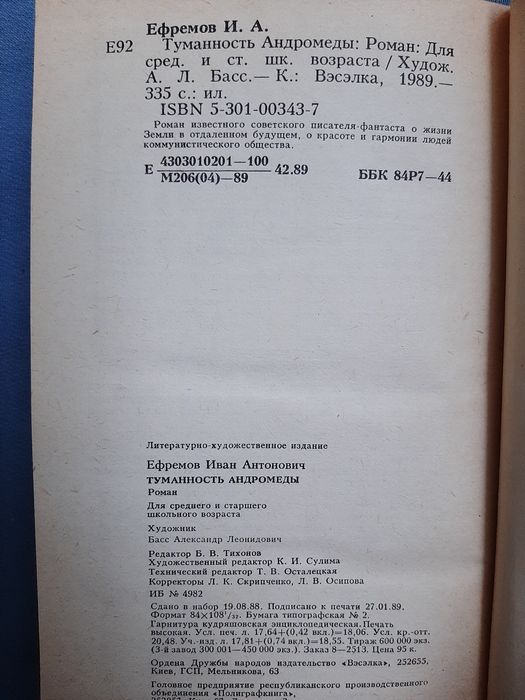 Ефремов И. А.
Е92 Туманность Андромеды: Роман: Для
сред. и ст. шк. возраста / Худож.
А. Л. Басс.— К.: Вэсэлка, 1989.—
335 с.: ил.
ISBN 5-301-00343-7
Роман известного советского писателя-фантаста о жизни
Земли в отдаленном будущем, о красоте и гармонии людей
коммунистического общества.
Е 4303010201—100 42.89
М206(04)—89
ББК 84Р7—44
Литературно-художественное издание
Ефремов Иван Антонович
ТУМАННОСТЬ АНДРОМЕДЫ
Роман
Для среднего и старшего
школьного возраста
Художник
Басс Александр Леонидович
Редактор Б. В. Тихонов
Художественный редактор К. И. Сулима
Технический редактор Т. В. Осталецкая
Корректоры Л. К. Скрипченко, Л. В. Осипова
ИБ № 4982
Сдано в набор 19.08.88. Подписано к печати 27.01.89.
Формат 84×108¹/₃₂. Бумага типографская № 2.
Гарнитура кудряшовская энциклопедическая. Печать
высокая. Усл. печ. л. 17,64+(0,42 вкл.)=18,06. Усл. кр.-отт.
20,48. Уч.-изд. л. 17,81+(0,74 вкл.)=18,55. Тираж 600 000 экз.
(3-й завод 300 001—450 000 экз.). Заказ 8—2513. Цена 95 к.
Ордена Дружбы народов издательство «Вэсэлка», 252655,
Киев, ГСП, Мельникова, 63
Головное предприятие республиканского производственного
объединения «Полиграфкнига»,